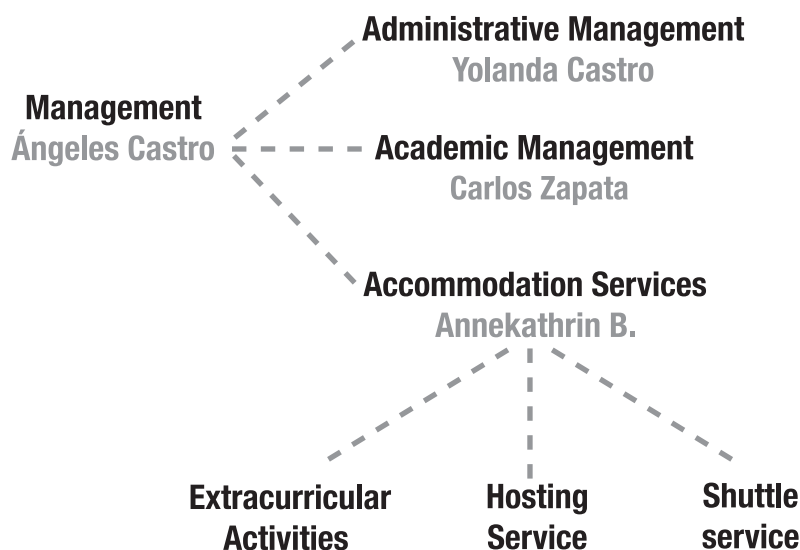 Administrative Management
Yolanda Castro
Management
Ángeles Castro
Academic Management
Carlos Zapata
Accommodation Services
Annekathrin B.
Extracurricular
Activities
Hosting
Service
Shuttle
service